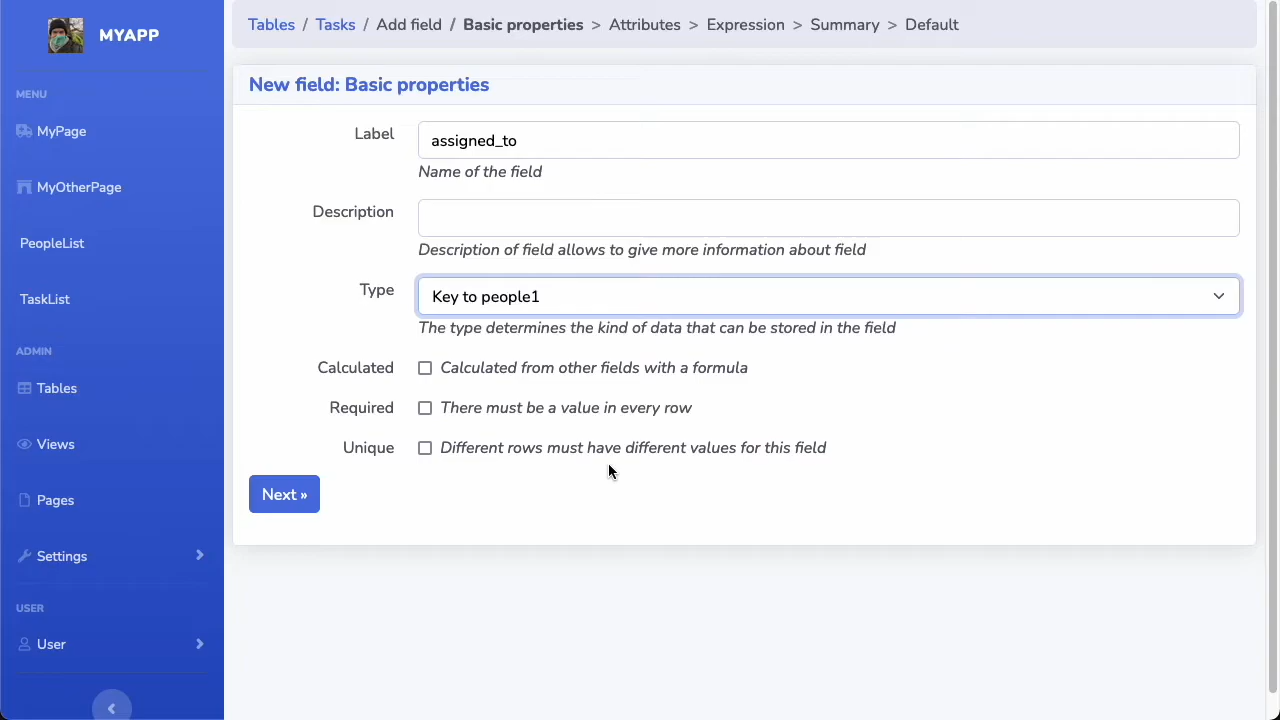 MYAPP
MENU
MyPage
MyOtherPage
PeopleList
TaskList
ADMIN
Tables
Views
Pages
Settings
USER
User
Tables / Tasks / Add field / Basic properties > Attributes > Expression > Summary > Default
New field: Basic properties
Label
assigned_to
Name of the field
Description
Description of field allows to give more information about field
Type
Key to people1
The type determines the kind of data that can be stored in the field
Calculated
Calculated from other fields with a formula
Required
There must be a value in every row
Unique
Different rows must have different values for this field
Next »